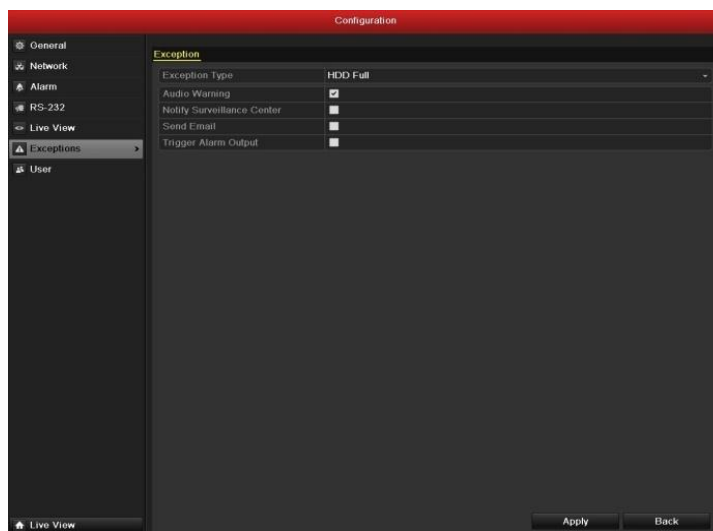 Configuration
General
Network
Alarm
RS-232
Live View
Exceptions
User
Exception
Exception Type HDD Full
Audio Warning
Notify Surveillance Center
Send Email
Trigger Alarm Output
Live View
Apply Back